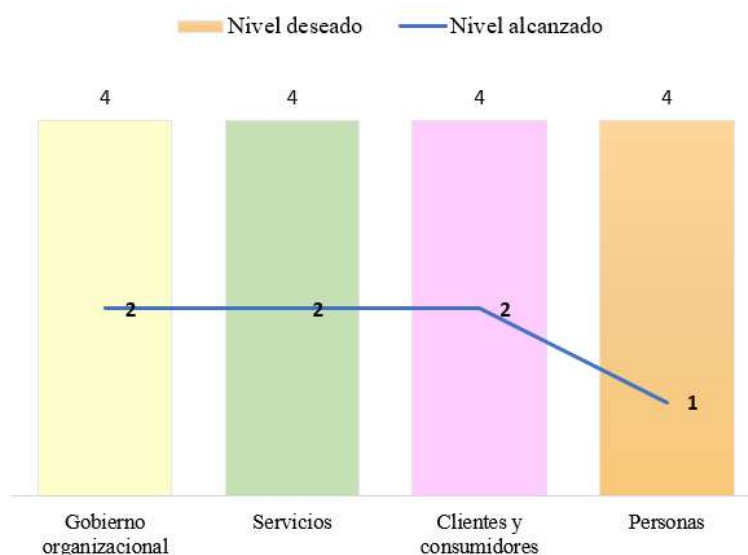 Nivel deseado Nivel alcanzado
4 4 4 4
2 2 2 1
Gobierno organizacional
Servicios
Clientes y consumidores
Personas